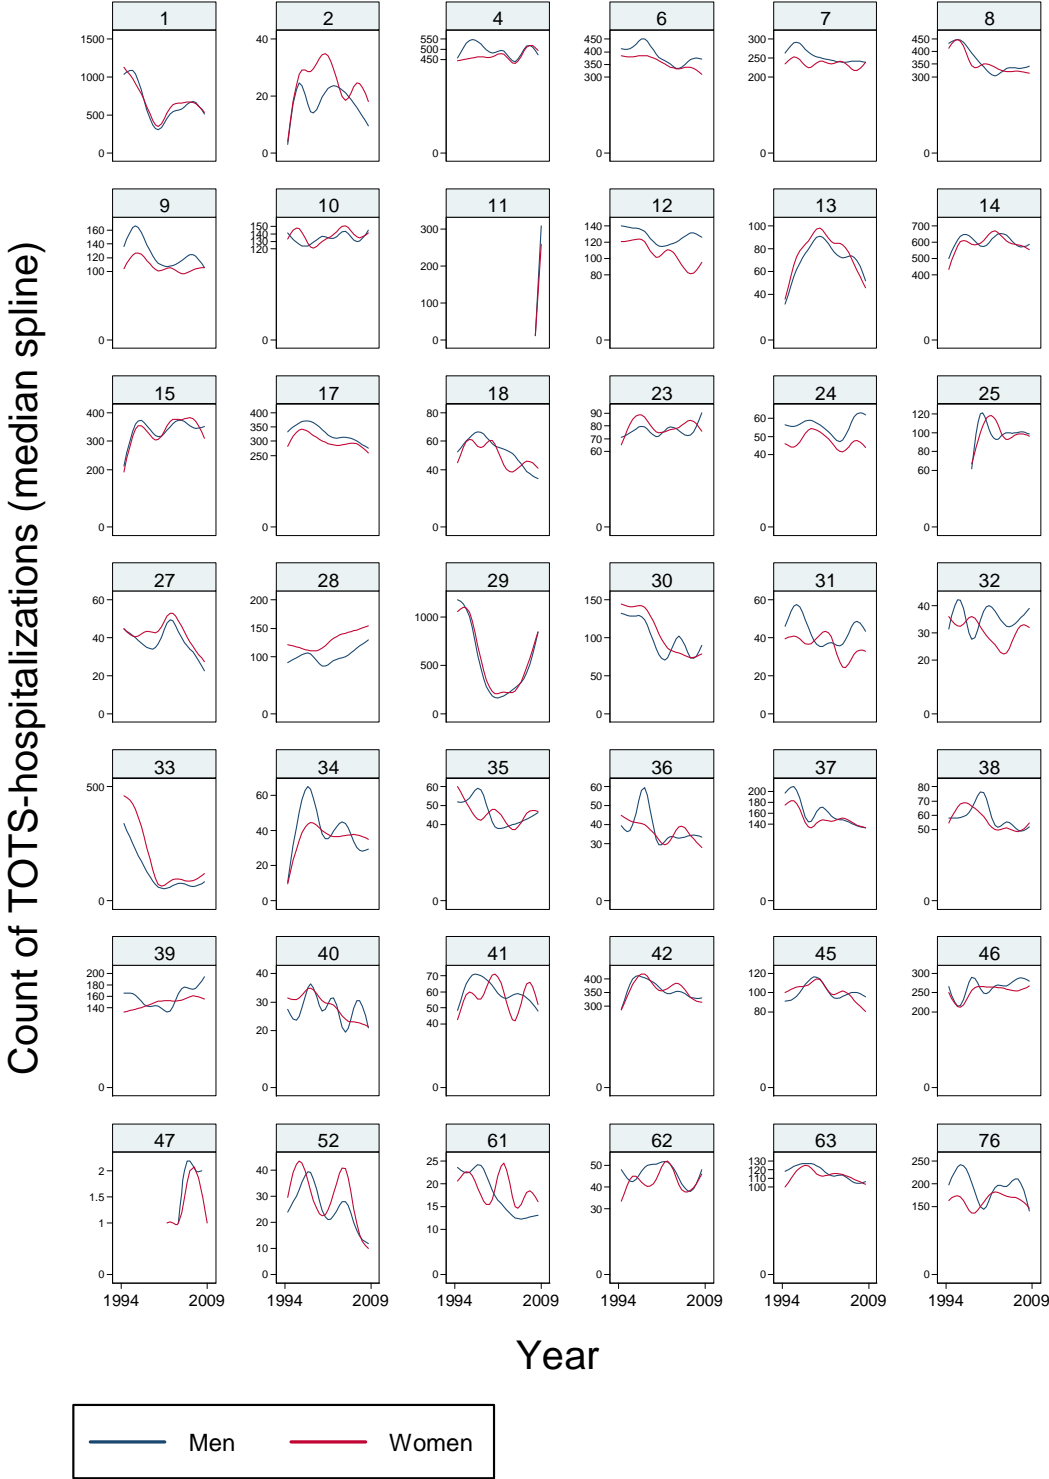 Count of TOTS-hospitalizations (median spline)
1 2 4 6 7 8
1500 40 550 450 300 450
1000 20 500 400 250 400
500 0 450 350 200 350
0 0 300 0 300
0 0
9 10 11 12 13 14
160 150 300 140 100 700
140 140 200 120 80 600
120 130 100 100 60 500
100 120 0 80 40 400
0 0 0 0 0
15 17 18 23 24 25
400 400 80 90 60 120
300 350 60 80 50 100
200 300 40 70 40 80
0 250 0 60 0 60
0 0 0
27 28 29 30 31 32
60 200 1000 150 60 40
40 100 500 100 40 30
20 0 0 50 20 20
0 0 0 0
33 34 35 36 37 38
500 60 60 60 200 80
0 40 50 50 180 70
20 40 40 160 60
0 0 30 140 50
0 0 0
39 40 41 42 45 46
200 40 70 400 120 300
180 30 60 350 100 250
160 20 50 300 80 200
140 0 40 0 0 0
0 0
47 52 61 62 63 76
2 40 25 50 130 250
1.5 30 20 40 120 200
1 20 15 30 110 150
0 10 10 0 100 0
0 0 0
1994 2009 1994 2009 1994 2009 1994 2009 1994 2009 1994 2009
Year
Men Women